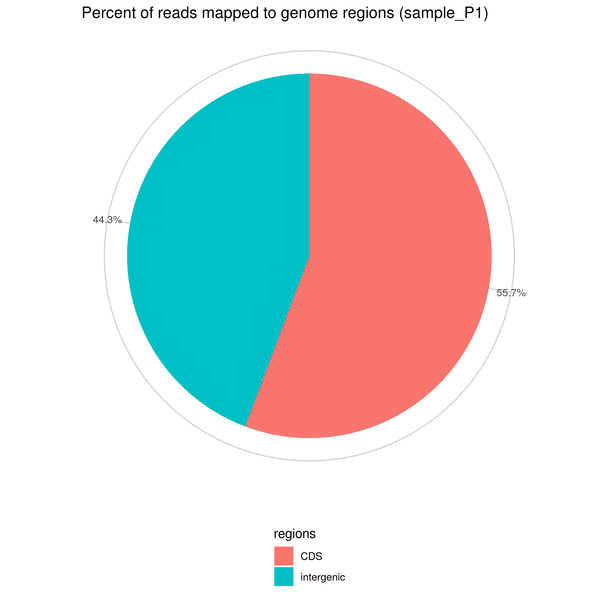 Percent of reads mapped to genome regions (sample_P1)
44.3%
55.7%
regions
CDS
intergenic